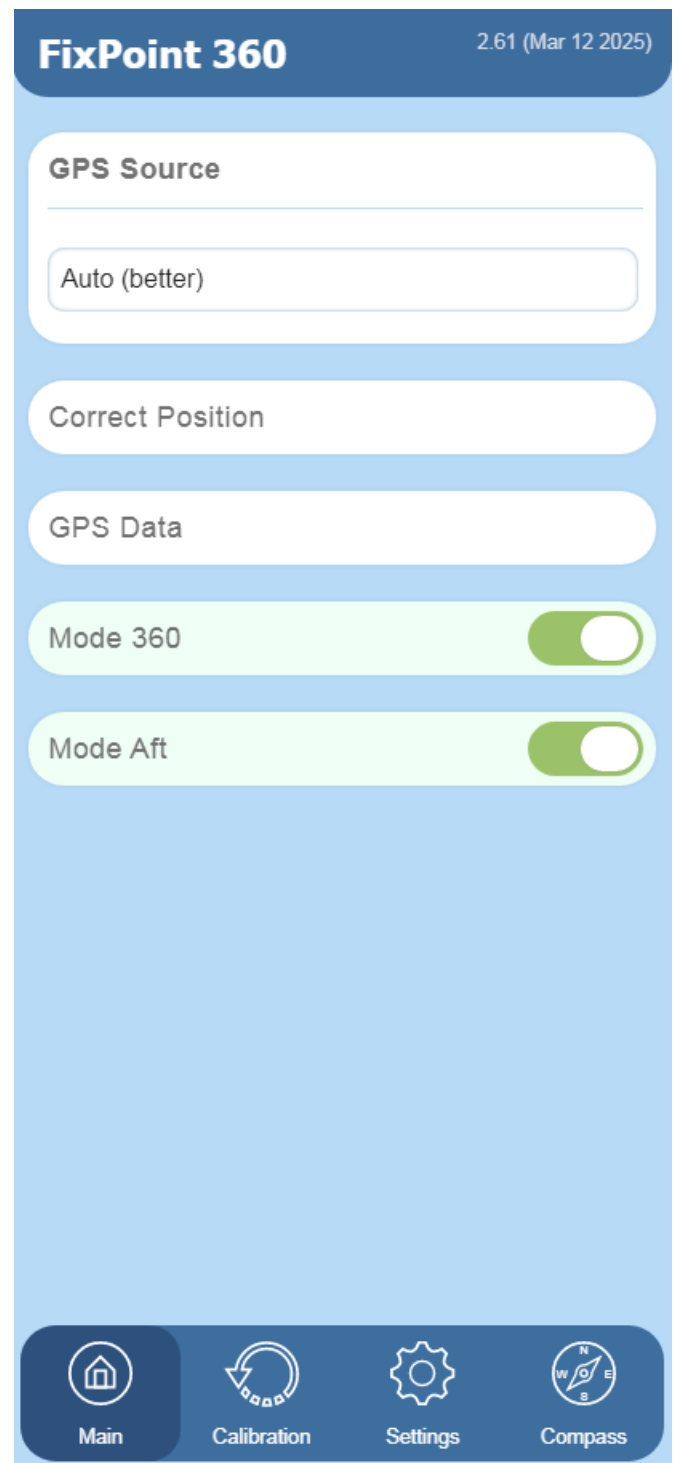 FixPoint 360
2.61 (Mar 12 2025)
GPS Source
Auto (better)
Correct Position
GPS Data
Mode 360
Mode Aft
N
W E
S
Main
Calibration
Settings
Compass